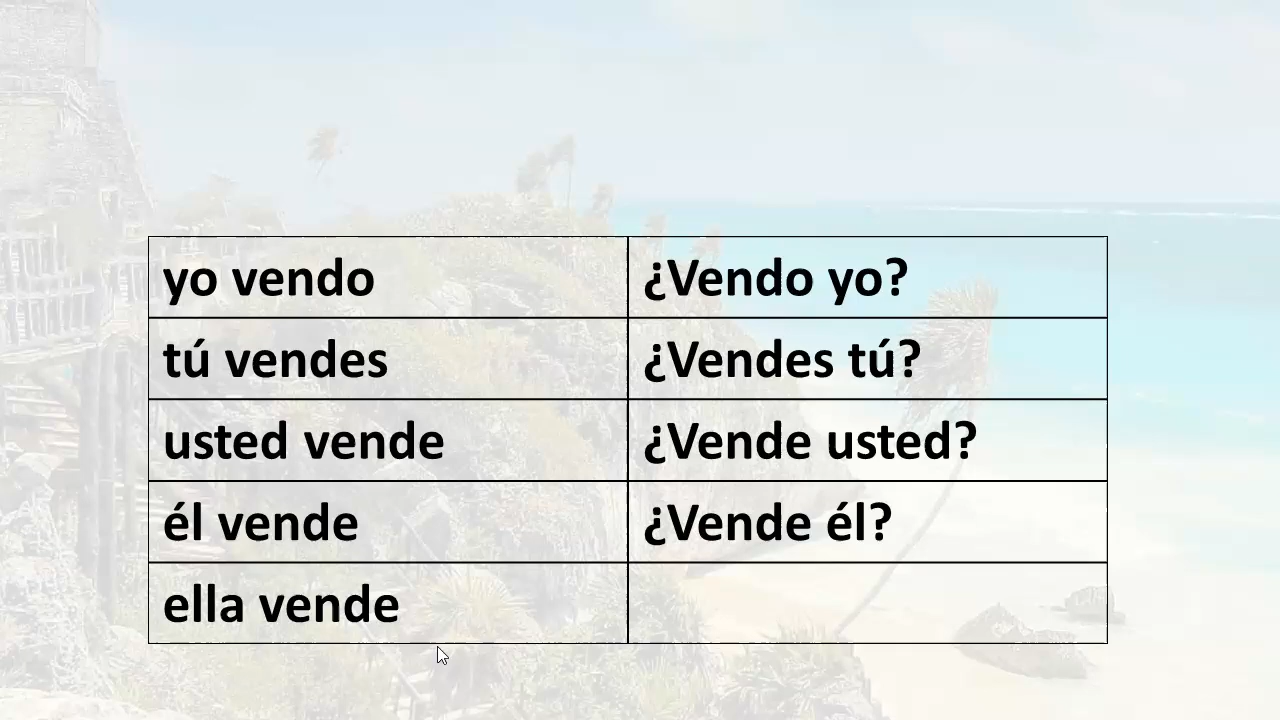 yo vendo ¿Vendo yo?
tú vendes ¿Vendes tú?
usted vende ¿Vende usted?
él vende ¿Vende él?
ella vende